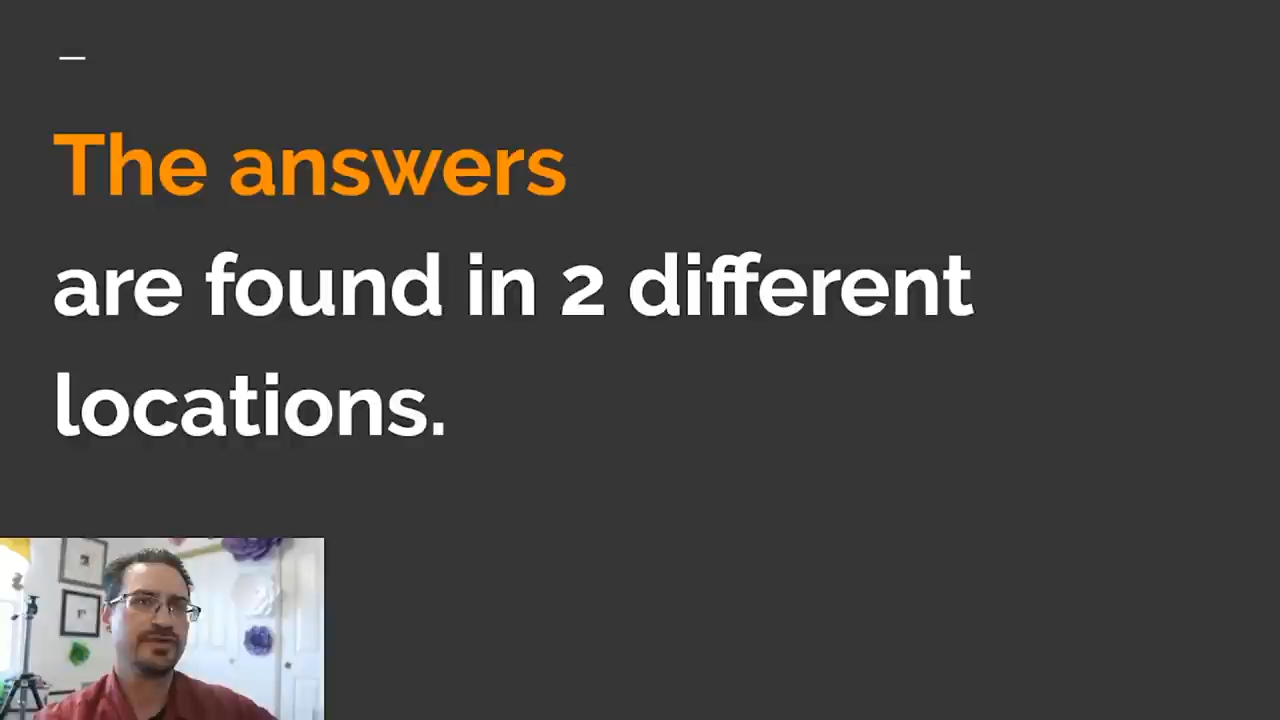 The answers
are found in 2 different
locations.